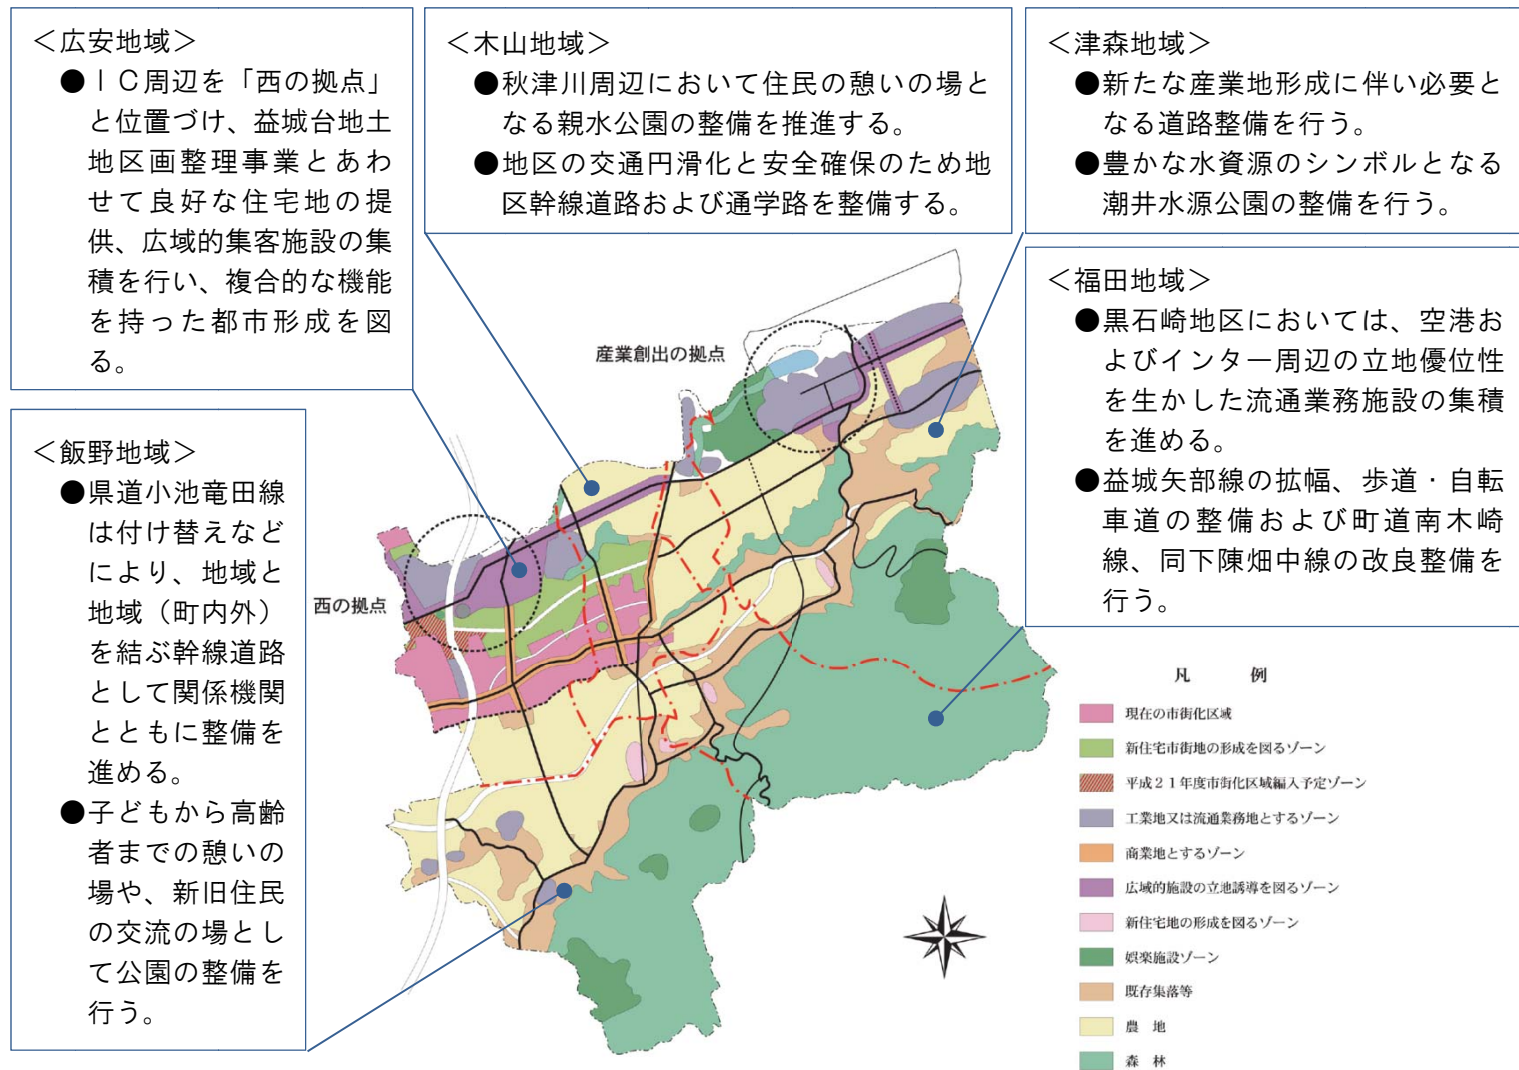 ＜広安地域＞
●ＩＣ周辺を「西の拠点」
と位置づけ、益城台地土
地区画整理事業とあわ
せて良好な住宅地の提
供、広域的集客施設の集
積を行い、複合的な機能
を持った都市形成を図
る。
＜木山地域＞
●秋津川周辺において住民の憩いの場と
なる親水公園の整備を推進する。
●地区の交通円滑化と安全確保のため地
区幹線道路および通学路を整備する。
＜津森地域＞
●新たな産業地形成に伴い必要と
なる道路整備を行う。
●豊かな水資源のシンボルとなる
潮井水源公園の整備を行う。
＜福田地域＞
●黒石崎地区においては、空港お
よびインター周辺の立地優位性
を生かした流通業務施設の集積
を進める。
●益城矢部線の拡幅、歩道・自転
車道の整備および町道南木崎
線、同下陳畑中線の改良整備を
行う。
＜飯野地域＞
●県道小池竜田線
は付け替えなど
により、地域と
地域（町内外）
を結ぶ幹線道路
として関係機関
とともに整備を
進める。
●子どもから高齢
者までの憩いの
場や、新旧住民
の交流の場とし
て公園の整備を
行う。
産業創出の拠点
西の拠点
凡　例
現在の市街化区域
新住宅市街地の形成を図るゾーン
平成２１年度市街化区域編入予定ゾーン
工業地又は流通業務地とするゾーン
商業地とするゾーン
広域的施設の立地誘導を図るゾーン
新住宅地の形成を図るゾーン
娯楽施設ゾーン
既存集落等
農　地
森　林